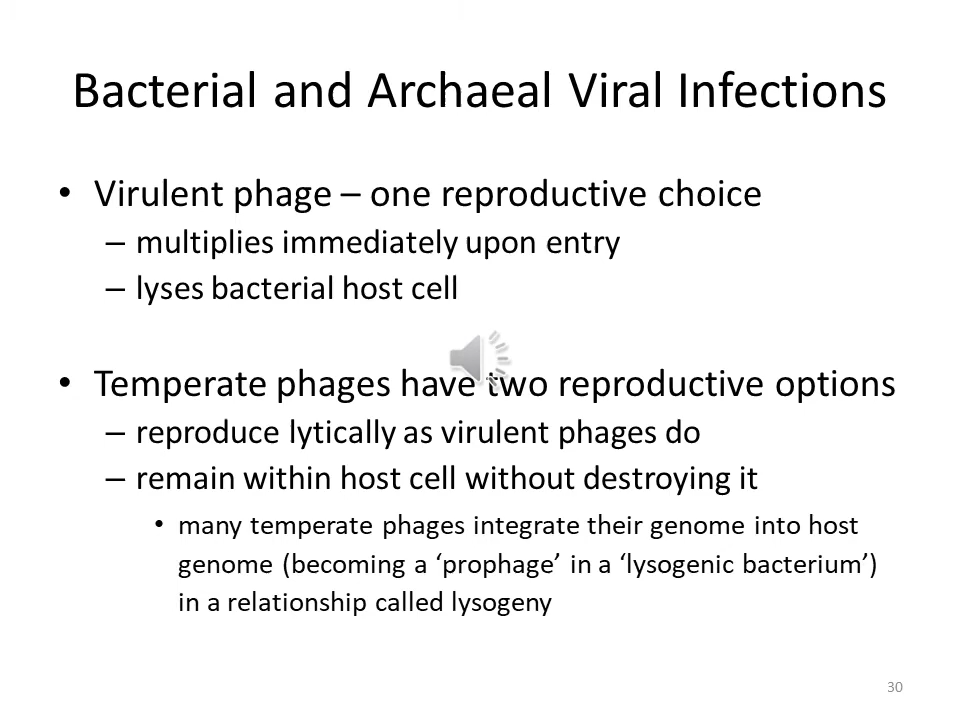 Bacterial and Archaeal Viral Infections
• Virulent phage – one reproductive choice
– multiplies immediately upon entry
– lyses bacterial host cell
• Temperate phages have two reproductive options
– reproduce lytically as virulent phages do
– remain within host cell without destroying it
• many temperate phages integrate their genome into host
genome (becoming a ‘prophage’ in a ‘lysogenic bacterium’)
in a relationship called lysogeny
30